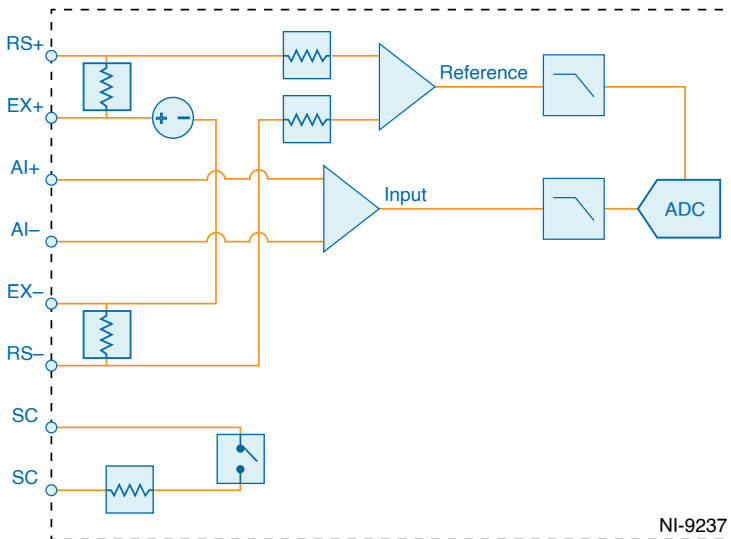 RS+
EX+
+ −
Reference
AI+
Input
ADC
AI–
EX–
RS–
SC
SC
NI-9237